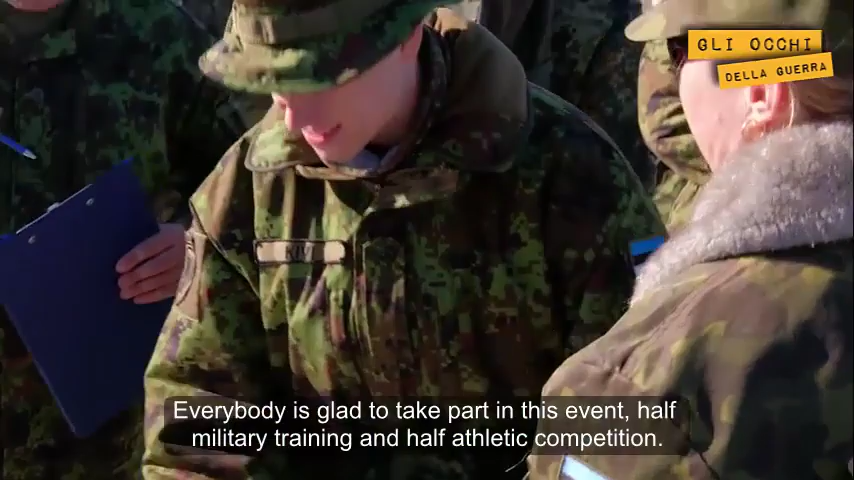 GLI OCCHI
DELLA GUERRA
KIVI
Everybody is glad to take part in this event, half
military training and half athletic competition.